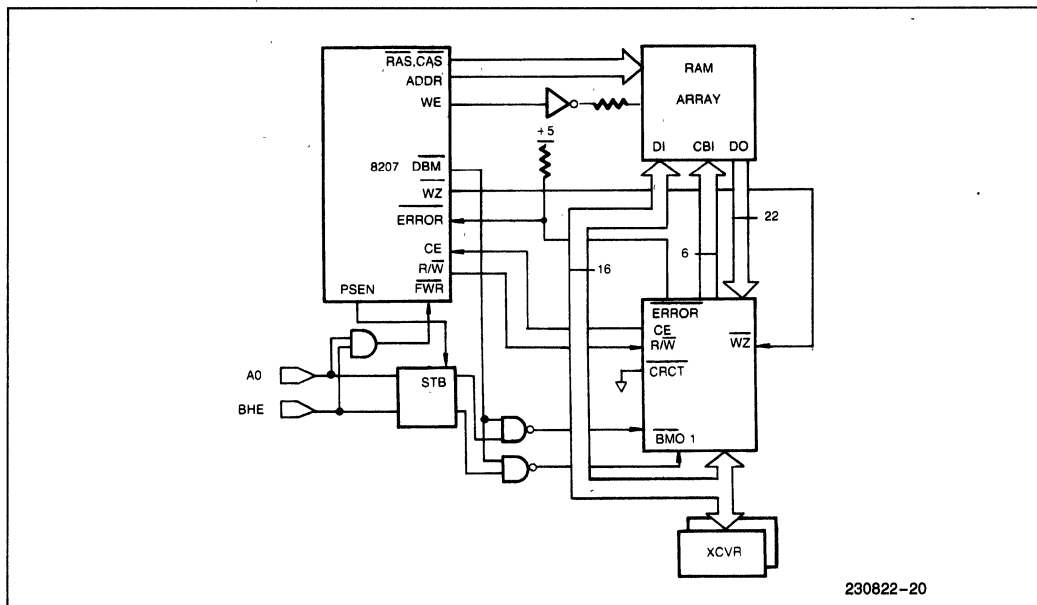 RAS,CAS
ADDR
WE
8207 DBM
WZ
ERROR
CE
R/W
FWR
PSEN
RAM
ARRAY
DI CBI DO
+5
22
16
6
ERROR
CE
R/W
WZ
CRCT
BMO 1
A0
BHE
STB
XCVR
230822-20